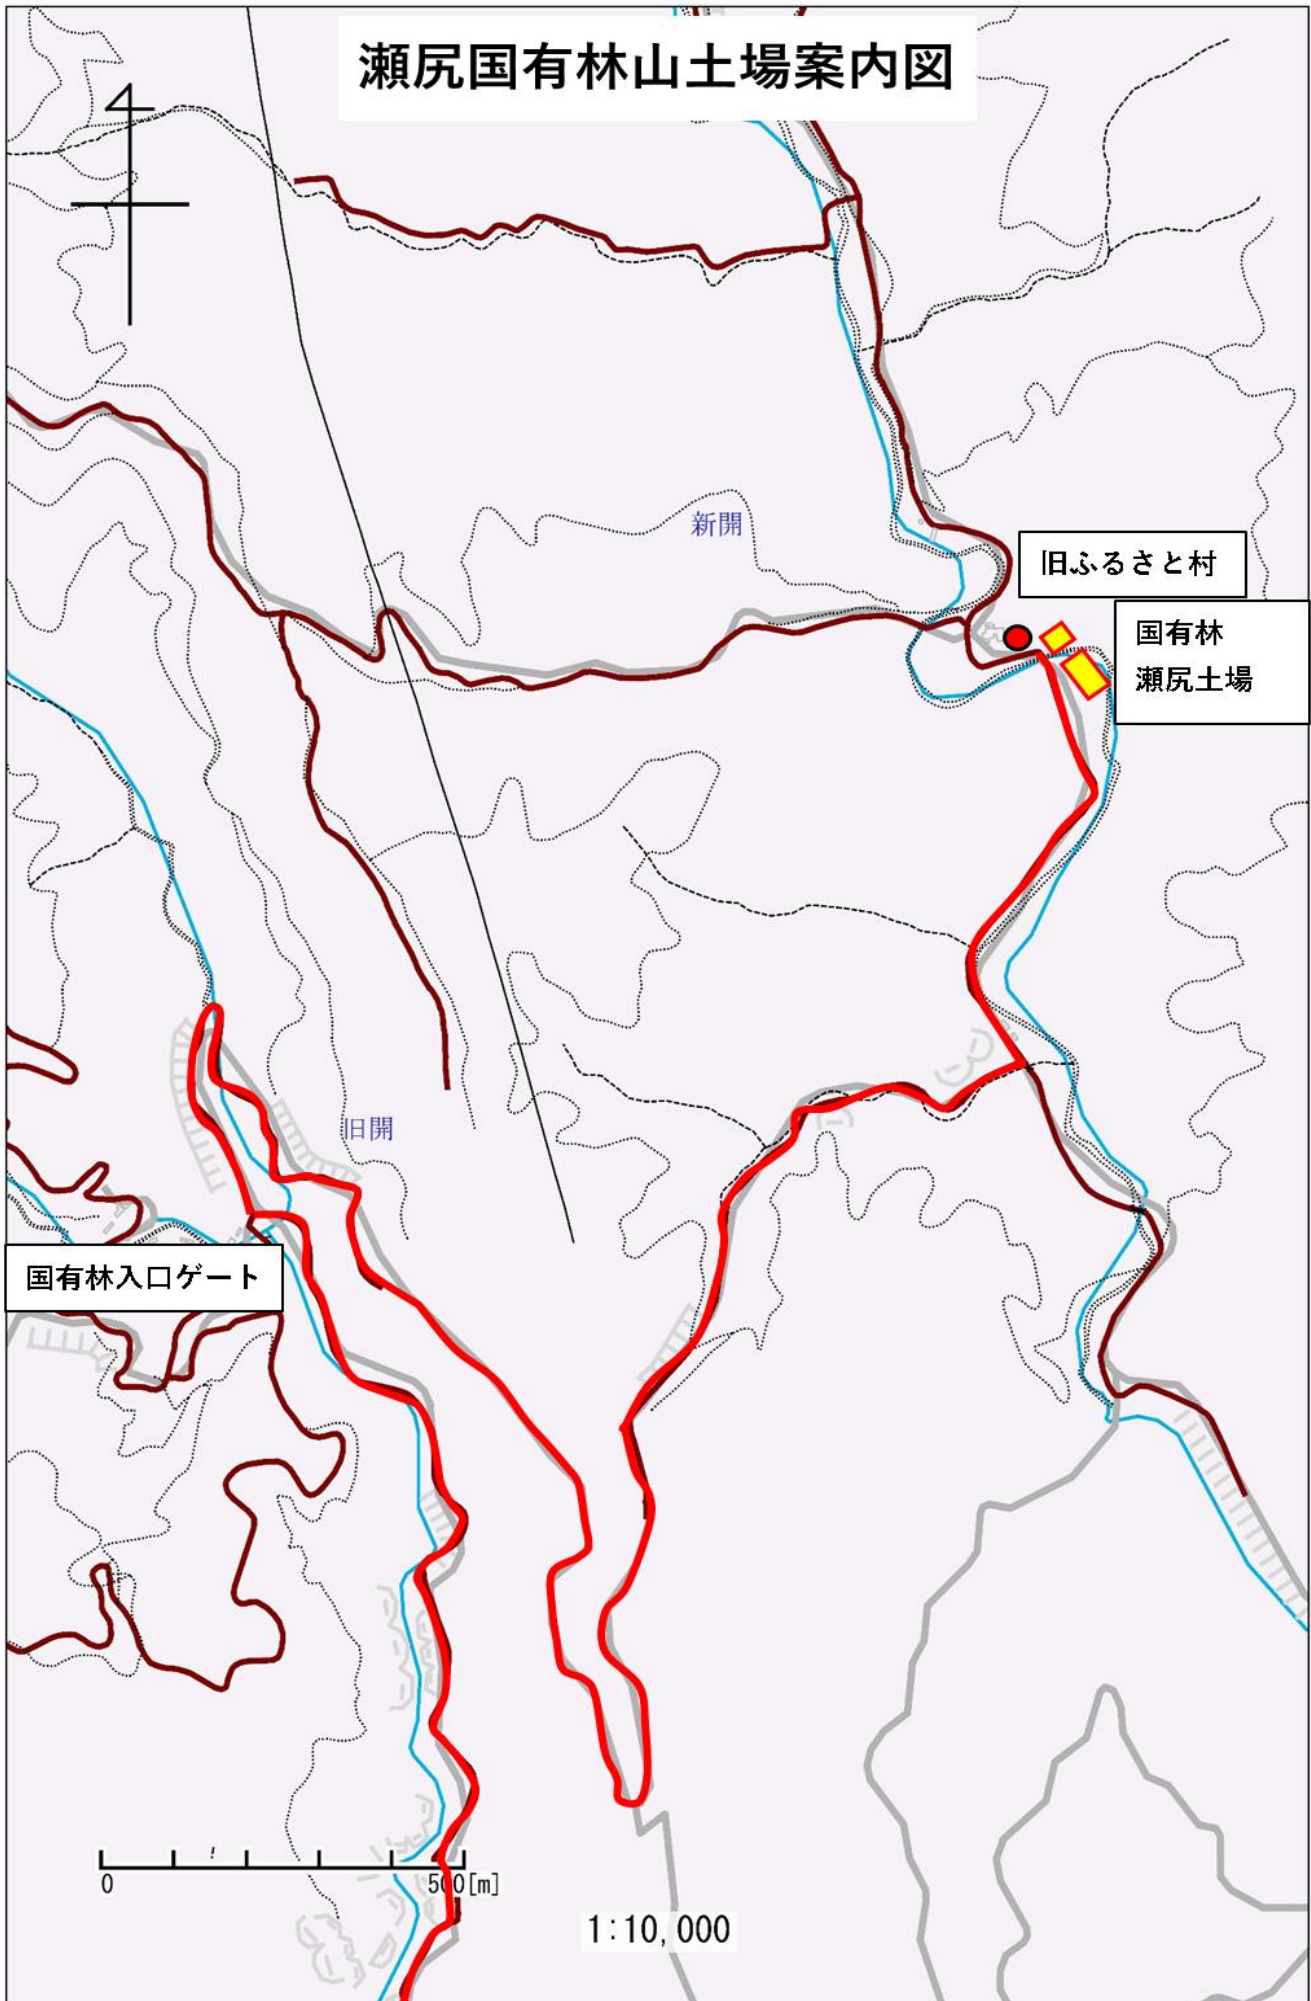 瀬尻国有林山土場案内図
新開
旧ふるさと村
国有林
瀬尻土場
旧開
国有林入口ゲート
0
500[m]
1:10,000